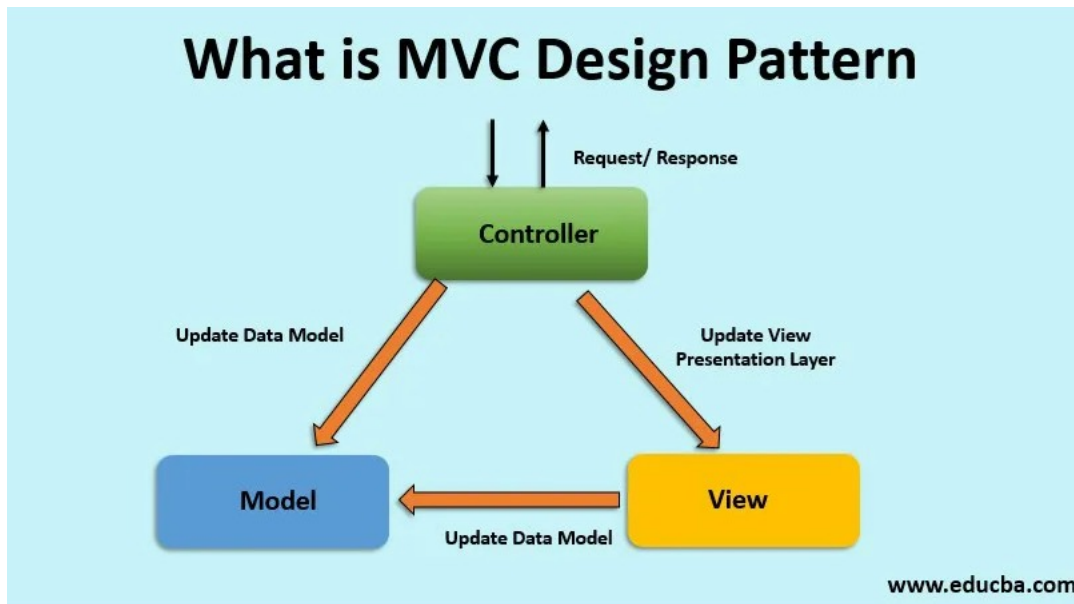 What is MVC Design Pattern
Request/ Response
Controller
Update Data Model
Update View
Presentation Layer
Model
View
Update Data Model
www.educba.com